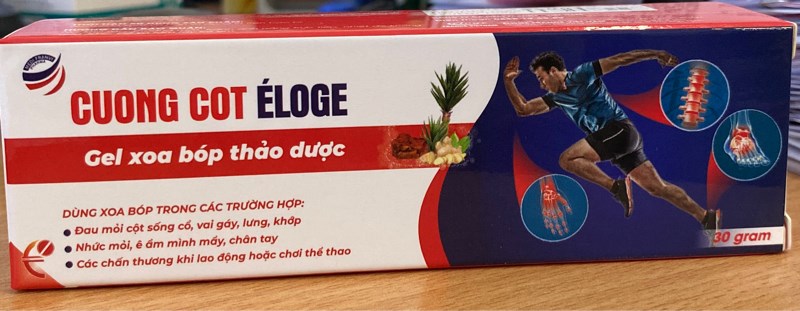 CUONG COT ÉLOGE
Gel xoa bóp thảo dược
DÙNG XOA BÓP TRONG CÁC TRƯỜNG HỢP:
Đau mỏi cột sống cổ, vai gáy, lưng, khớp
Nhức mỏi, ê ẩm mình mẩy, chân tay
Các chấn thương khi lao động hoặc chơi thể thao
30 gram